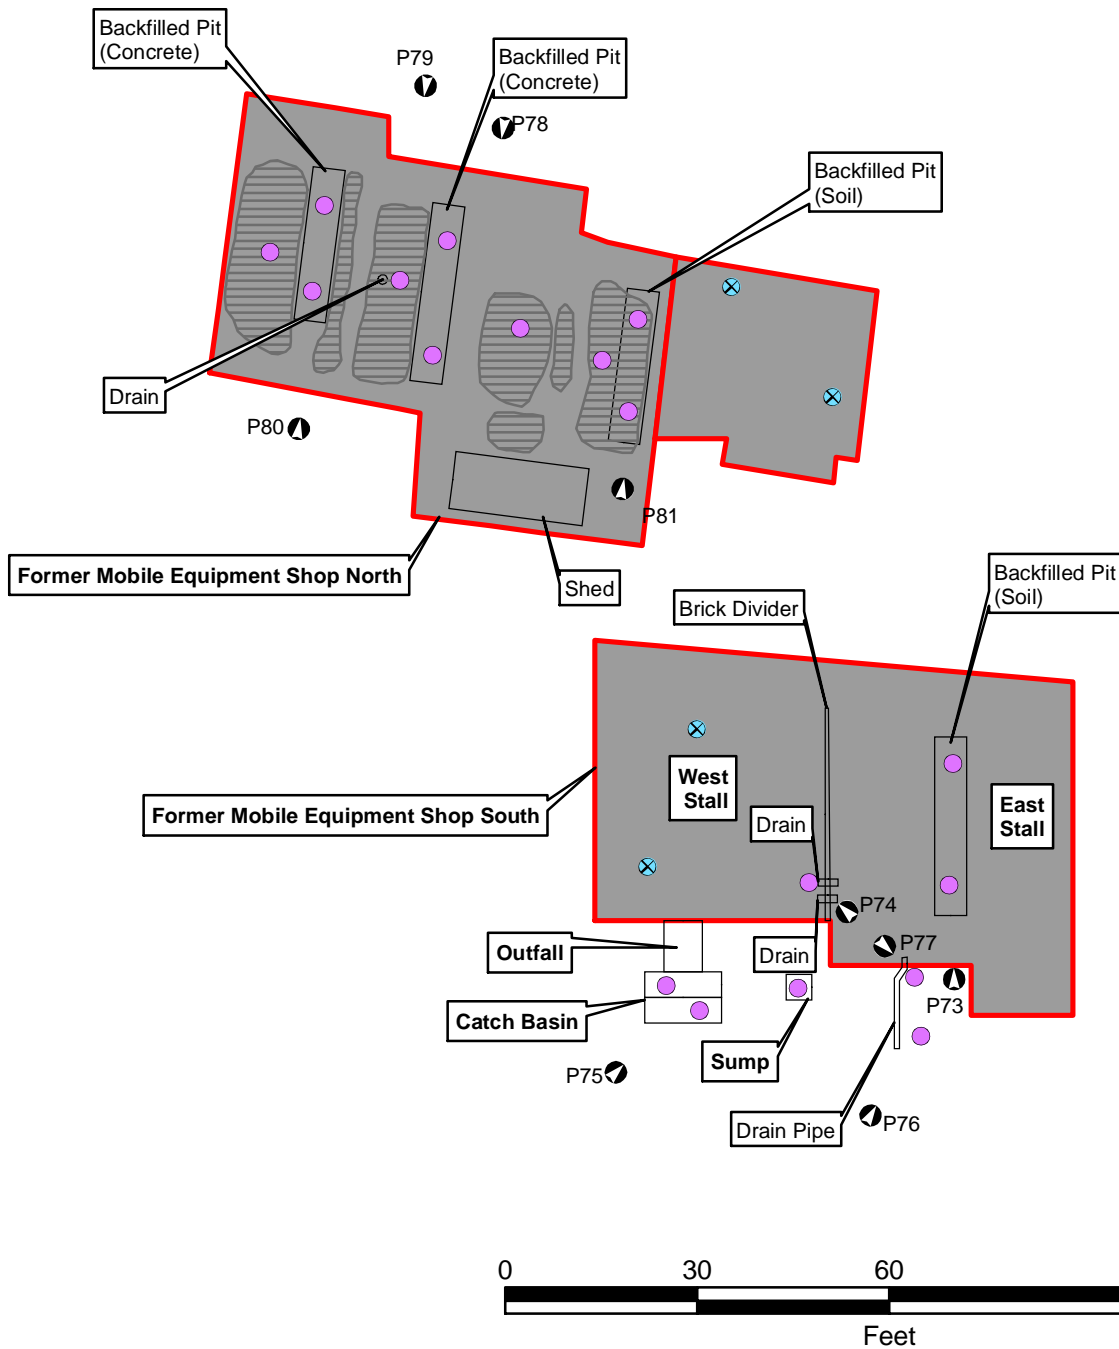 Backfilled Pit
(Concrete)
P79
Backfilled Pit
(Concrete)
P78
Backfilled Pit
(Soil)
Drain
P80
P81
Former Mobile Equipment Shop North
Shed
Brick Divider
Backfilled Pit
(Soil)
West
Stall
East
Stall
Former Mobile Equipment Shop South
Drain
P74
Outfall
Drain
P77
Catch Basin
P73
Sump
P75
Drain Pipe
P76
0
30
60
Feet